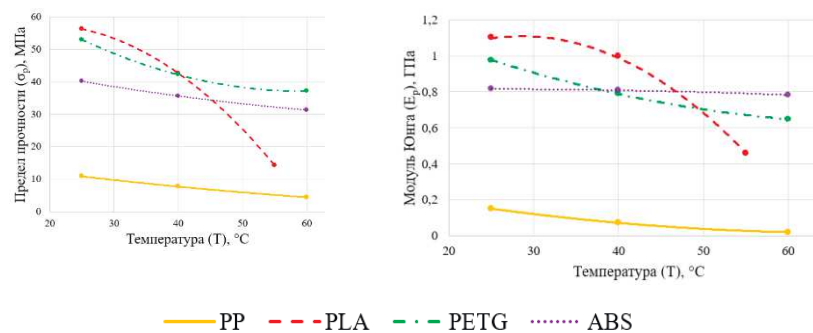 Предел прочности (σₚ), МПа
60
50
40
30
20
10
0
20 30 40 50 60
Температура (T), °C
Модуль Юнга (Eₚ), ГПа
1,2
1
0,8
0,6
0,4
0,2
0
20 30 40 50 60
Температура (T), °C
PP PLA PETG ABS